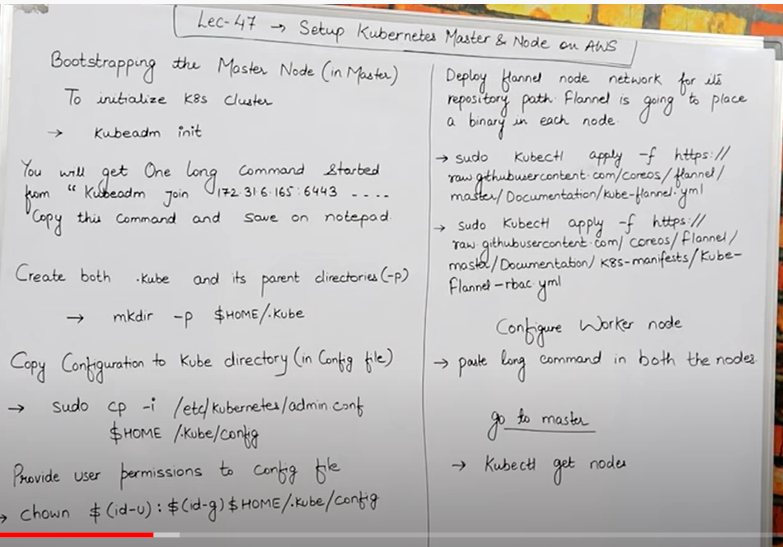 Lec-47 → Setup Kubernetes Master & Node on AWS
Bootstrapping the Master Node (in Master)
To initialize K8s cluster
→ Kubeadm init
You will get One long Command started
from "Kubeadm join 172.31.6.165:6443 ....
Copy this command and save on notepad.
Create both .Kube and its parent directories (-p)
→ mkdir -p $HOME/.Kube
Copy Configuration to Kube directory (in Config file)
→ Sudo cp -i /etc/kubernetes/admin.conf
$HOME /.Kube/config
Provide user permissions to config file
→ Chown $(id-u) : $(id-g) $HOME/.Kube/config
Deploy flannel node network for its
repository path. Flannel is going to place
a binary in each node.
→ sudo Kubectl apply -f https://
raw.githubusercontent.com/coreos/flannel/
master/Documentation/kube-flannel.yml
→ sudo Kubectl apply -f https://
raw.githubusercontent.com/coreos/flannel/
master/Documentation/K8s-manifests/Kube-
Flannel-rbac.yml
Configure Worker node
→ paste long command in both the nodes.
go to master
→ Kubectl get nodes